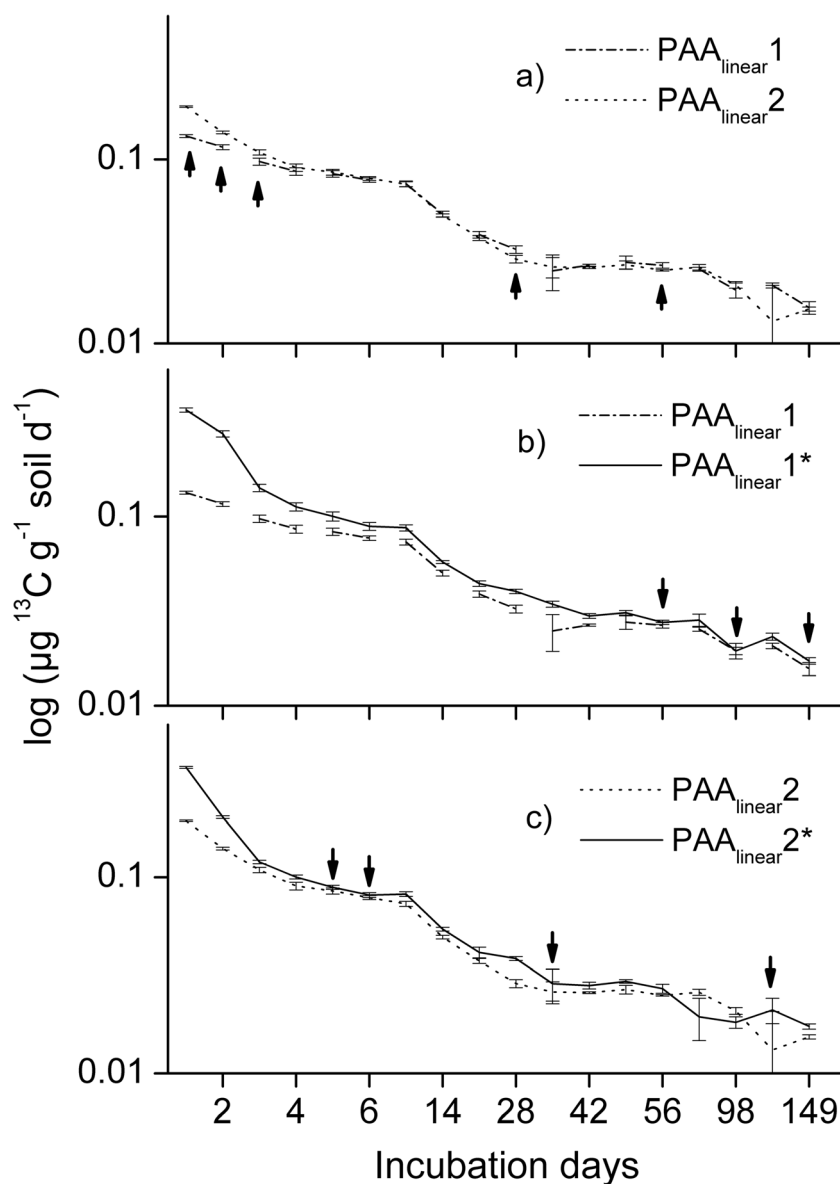 a)
PAAlinear1
PAAlinear2
0.1
0.01
b)
PAAlinear1
PAAlinear1*
0.1
0.01
c)
PAAlinear2
PAAlinear2*
0.1
0.01
log (µg 13C g-1 soil d-1)
2 4 6 14 28 42 56 98 149
Incubation days